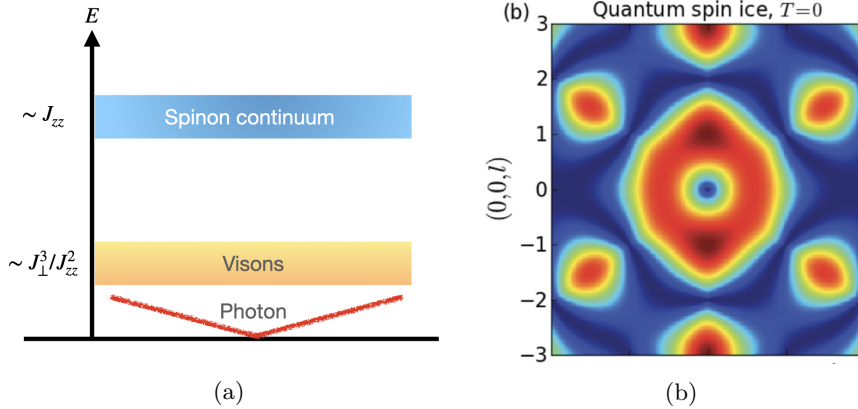 E
~ J_zz
Spinon continuum
~ J_⊥^3/J_zz^2
Visons
Photon
(a)
(b) Quantum spin ice, T=0
(0,0,l)
3
2
1
0
−1
−2
−3
(b)